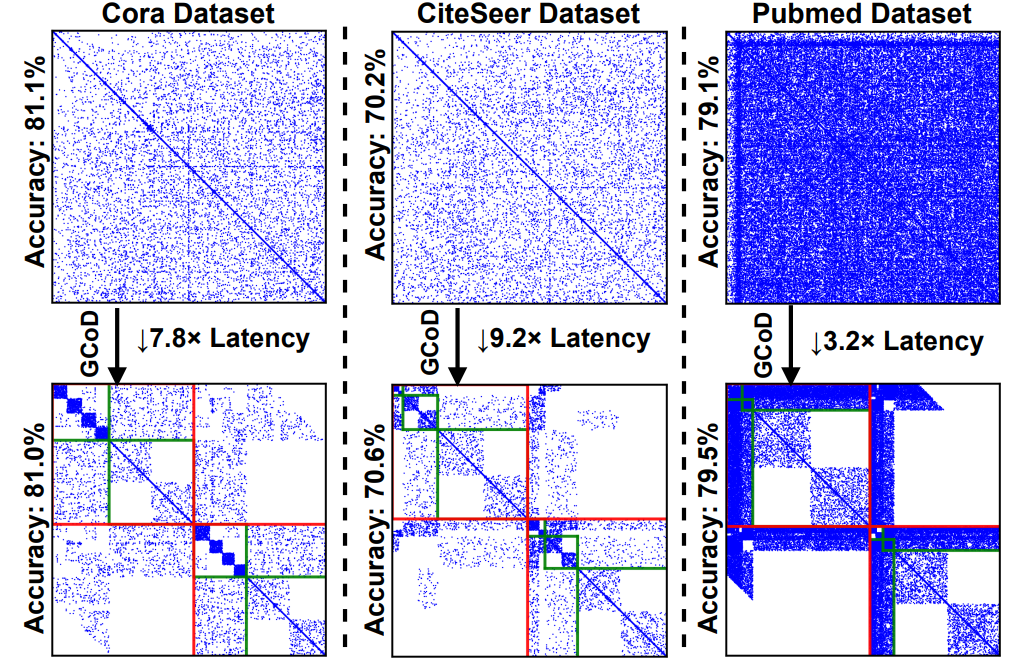 Cora Dataset
CiteSeer Dataset
Pubmed Dataset
Accuracy: 81.1%
Accuracy: 70.2%
Accuracy: 79.1%
GCoD
↓7.8× Latency
GCoD
↓9.2× Latency
GCoD
↓3.2× Latency
Accuracy: 81.0%
Accuracy: 70.6%
Accuracy: 79.5%